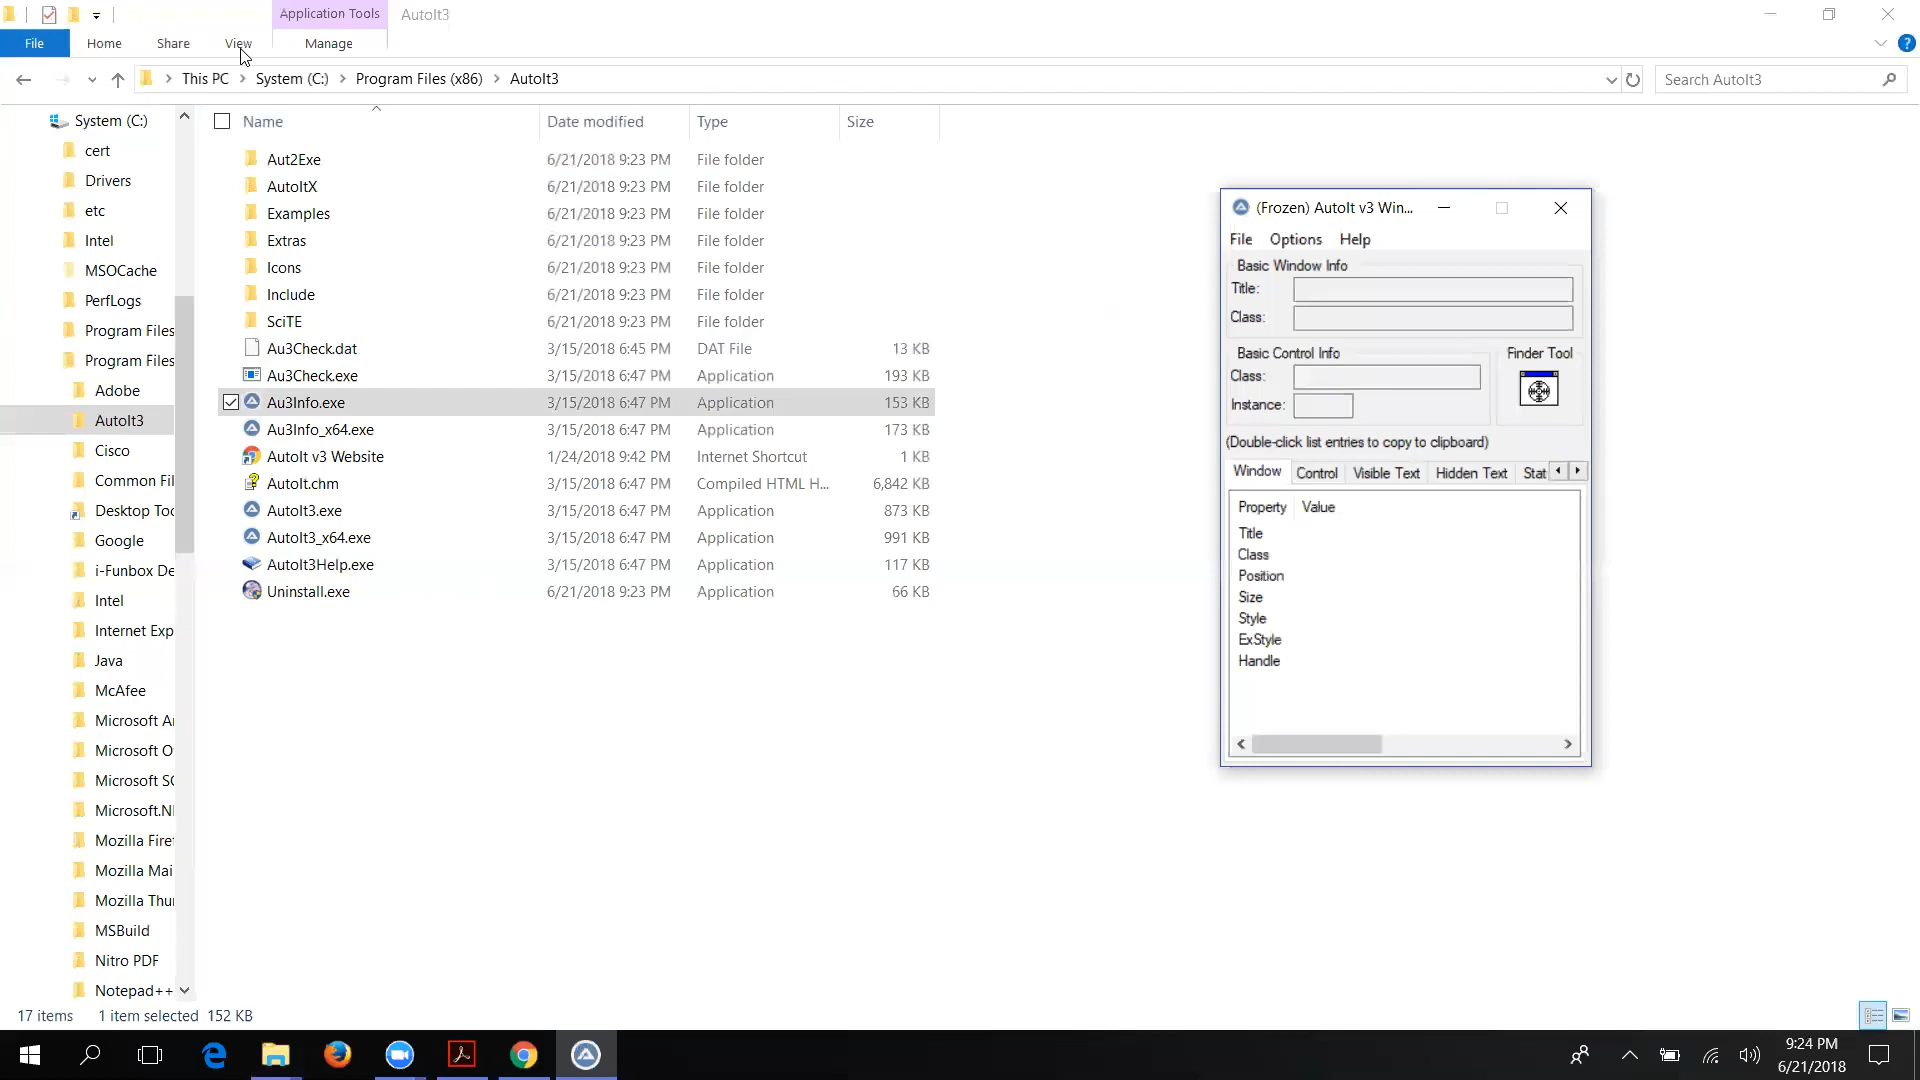 Application Tools AutoIt3
File Home Share View Manage
This PC System (C:) Program Files (x86) AutoIt3
Search AutoIt3
System (C:)
cert
Drivers
etc
Intel
MSOCache
PerfLogs
Program Files
Program Files
Adobe
AutoIt3
Cisco
Common Fil
Desktop Too
Google
i-Funbox De
Intel
Internet Exp
Java
McAfee
Microsoft A
Microsoft O
Microsoft SC
Microsoft.N
Mozilla Firef
Mozilla Mai
Mozilla Thu
MSBuild
Nitro PDF
Notepad++
Name Date modified Type Size
Aut2Exe 6/21/2018 9:23 PM File folder
AutoItX 6/21/2018 9:23 PM File folder
Examples 6/21/2018 9:23 PM File folder
Extras 6/21/2018 9:23 PM File folder
Icons 6/21/2018 9:23 PM File folder
Include 6/21/2018 9:23 PM File folder
SciTE 6/21/2018 9:23 PM File folder
Au3Check.dat 3/15/2018 6:45 PM DAT File 13 KB
Au3Check.exe 3/15/2018 6:47 PM Application 193 KB
Au3Info.exe 3/15/2018 6:47 PM Application 153 KB
Au3Info_x64.exe 3/15/2018 6:47 PM Application 173 KB
AutoIt v3 Website 1/24/2018 9:42 PM Internet Shortcut 1 KB
AutoIt.chm 3/15/2018 6:47 PM Compiled HTML H... 6,842 KB
AutoIt3.exe 3/15/2018 6:47 PM Application 873 KB
AutoIt3_x64.exe 3/15/2018 6:47 PM Application 991 KB
AutoIt3Help.exe 3/15/2018 6:47 PM Application 117 KB
Uninstall.exe 6/21/2018 9:23 PM Application 66 KB
(Frozen) AutoIt v3 Win...
File Options Help
Basic Window Info
Title:
Class:
Basic Control Info Finder Tool
Class:
Instance:
(Double-click list entries to copy to clipboard)
Window Control Visible Text Hidden Text Stat
Property Value
Title
Class
Position
Size
Style
ExStyle
Handle
17 items 1 item selected 152 KB
9:24 PM
6/21/2018